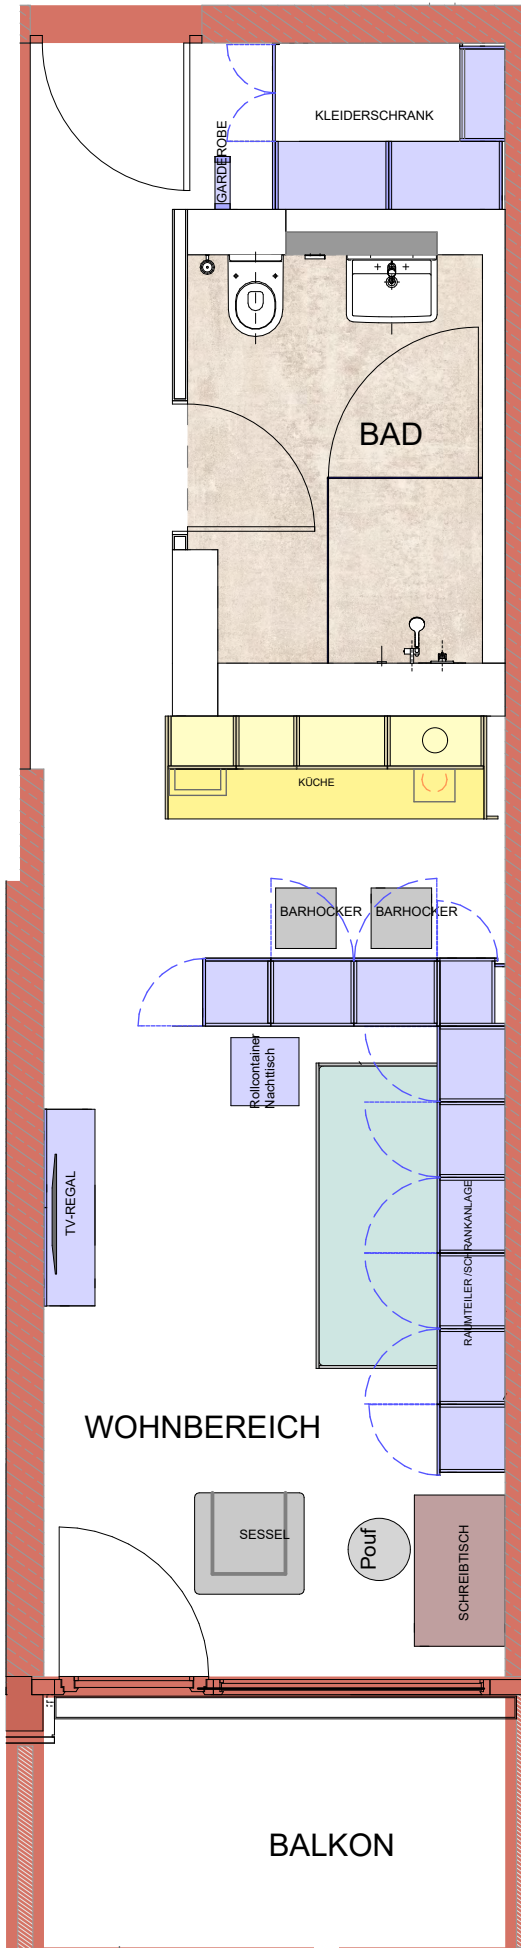 KLEIDERSCHRANK
GARDEROBE
BAD
KÜCHE
BARHOCKER
BARHOCKER
Rollcontainer
Nachttisch
TV-REGAL
RAUMTEILER /SCHRANKANLAGE
WOHNBEREICH
SESSEL
Pouf
SCHREIBTISCH
BALKON